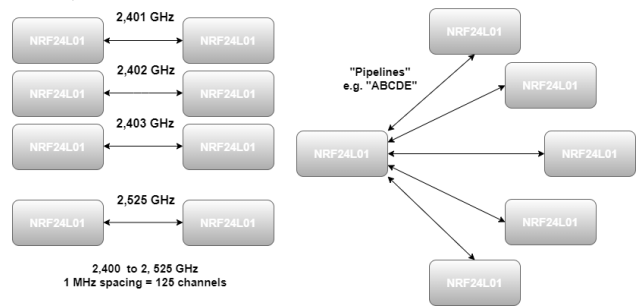 2,401 GHz
NRF24L01
NRF24L01
2,402 GHz
NRF24L01
NRF24L01
2,403 GHz
NRF24L01
NRF24L01
2,525 GHz
NRF24L01
NRF24L01
2,400 to 2, 525 GHz
1 MHz spacing = 125 channels
NRF24L01
"Pipelines"
e.g. "ABCDE"
NRF24L01
NRF24L01
NRF24L01
NRF24L01
NRF24L01